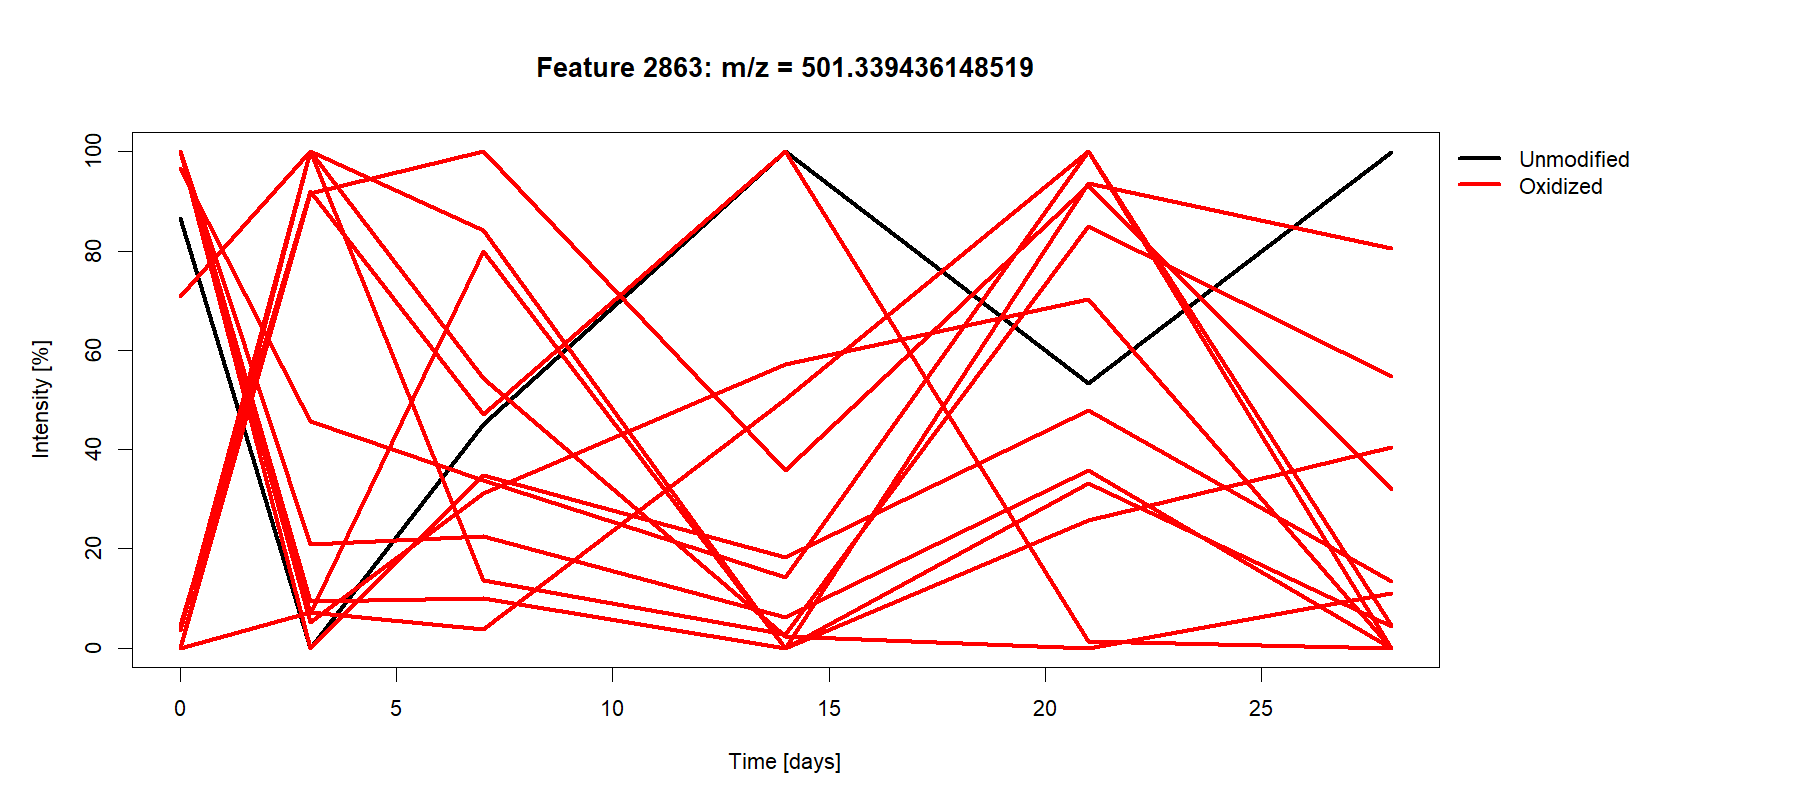 Feature 2863: m/z = 501.339436148519
Unmodified
Oxidized
Intensity [%]
100
80
60
40
20
0
0 5 10 15 20 25
Time [days]